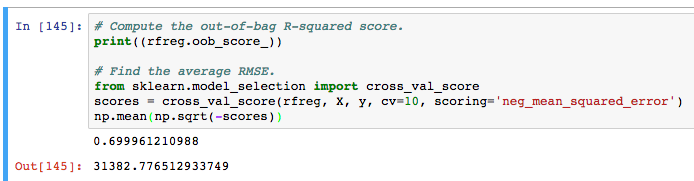 In [145]: # Compute the out-of-bag R-squared score.
print((rfreg.oob_score_))
# Find the average RMSE.
from sklearn.model_selection import cross_val_score
scores = cross_val_score(rfreg, X, y, cv=10, scoring='neg_mean_squared_error')
np.mean(np.sqrt(-scores))
0.699961210988
Out[145]: 31382.776512933749